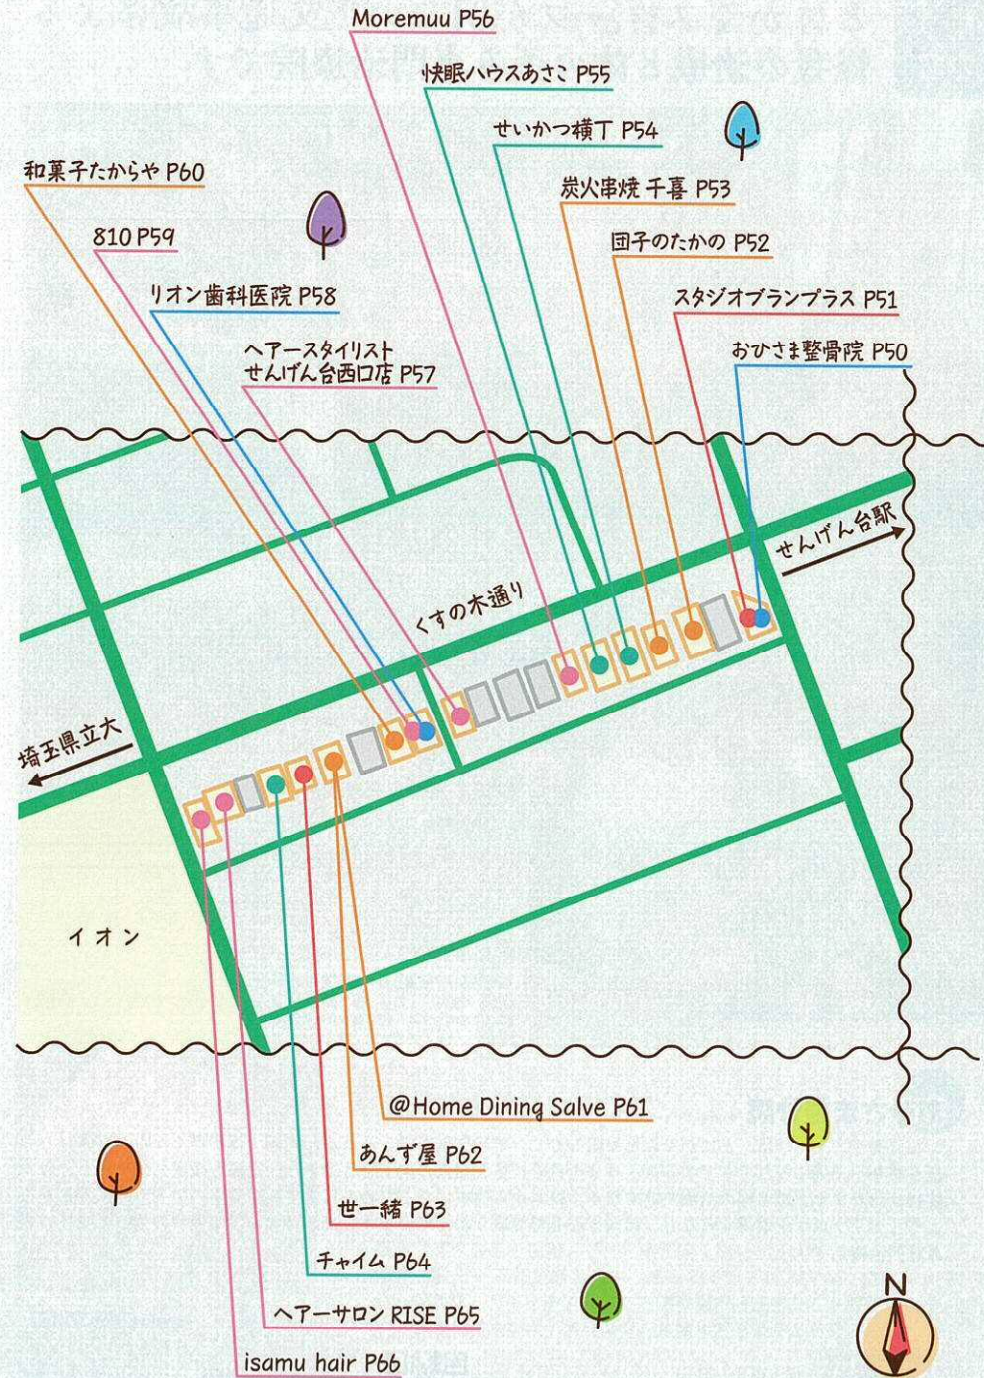 Moremuu P56
快眠ハウスあさこ P55
せいかつ横丁 P54
炭火串焼 千喜 P53
団子のたかの P52
スタジオブランプラス P51
おひさま整骨院 P50
和菓子たからや P60
810 P59
リオン歯科医院 P58
ヘアースタイリスト
せんげん台西口店 P57
せんげん台駅
くすの木通り
埼玉県立大
イオン
@Home Dining Salve P61
あんず屋 P62
世一緒 P63
チャイム P64
ヘアーサロン RISE P65
isamu hair P66
N